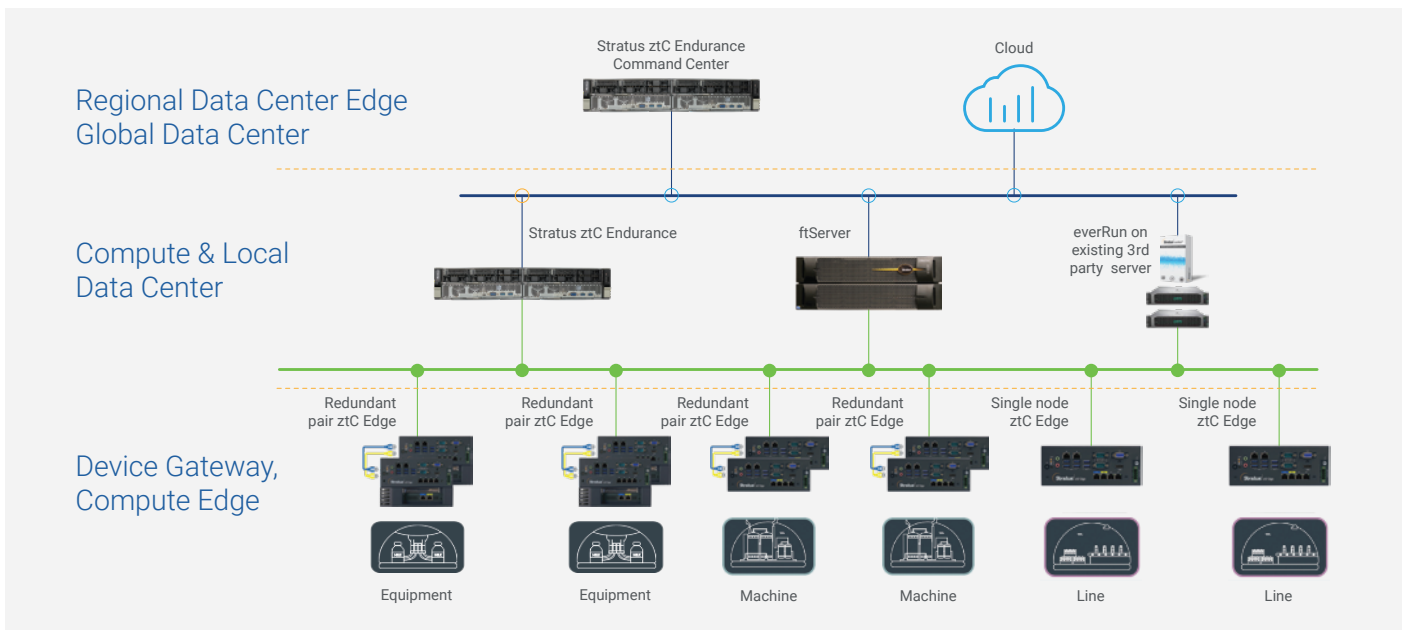 Stratus ztC Endurance
Command Center
Cloud
Regional Data Center Edge
Global Data Center
Stratus ztC Endurance
ftServer
everRun on
existing 3rd
party server
Compute & Local
Data Center
Redundant
pair ztC Edge
Redundant
pair ztC Edge
Redundant
pair ztC Edge
Redundant
pair ztC Edge
Single node
ztC Edge
Single node
ztC Edge
Device Gateway,
Compute Edge
Equipment
Equipment
Machine
Machine
Line
Line